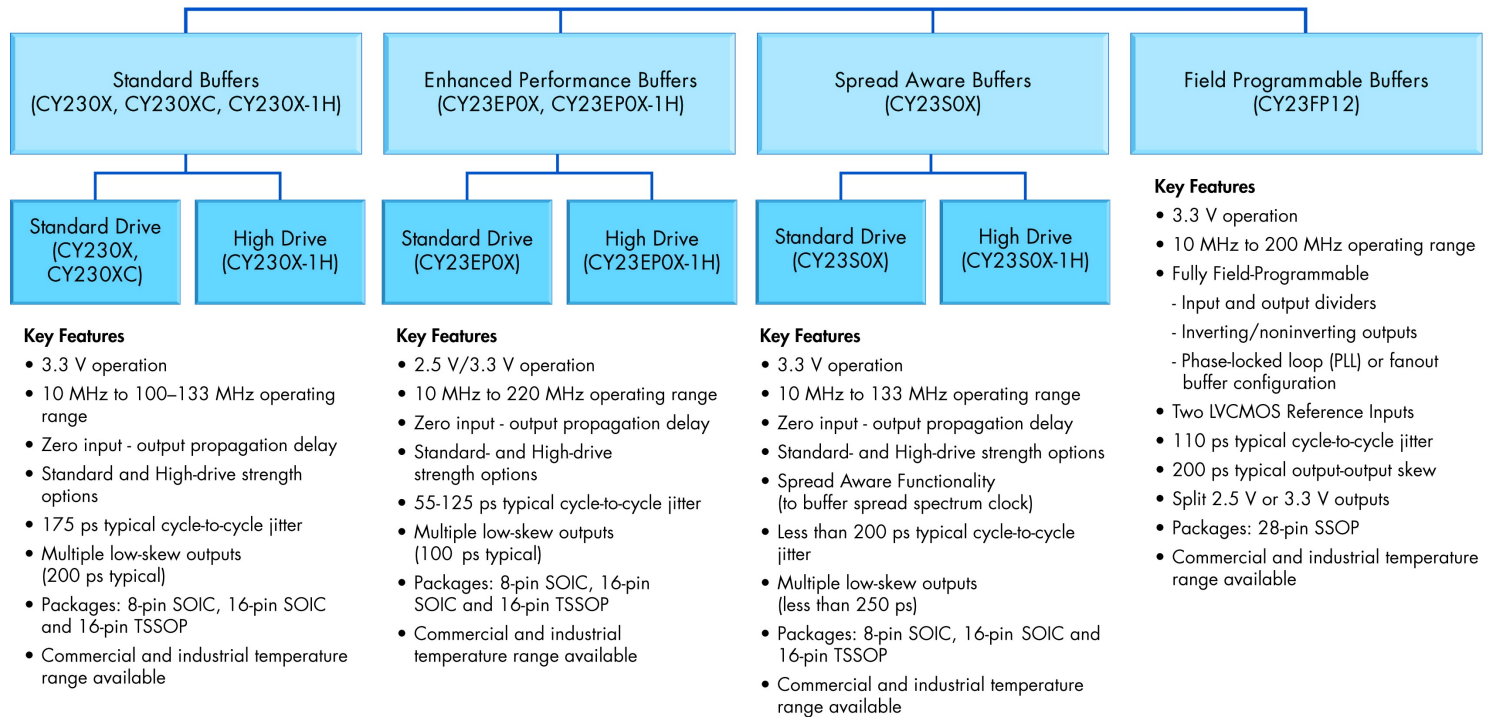 Standard Buffers
(CY230X, CY230XC, CY230X-1H)
Enhanced Performance Buffers
(CY23EP0X, CY23EP0X-1H)
Spread Aware Buffers
(CY23S0X)
Field Programmable Buffers
(CY23FP12)
Standard Drive
(CY230X,
CY230XC)
High Drive
(CY230X-1H)
Standard Drive
(CY23EP0X)
High Drive
(CY23EP0X-1H)
Standard Drive
(CY23S0X)
High Drive
(CY23S0X-1H)
Key Features
• 3.3 V operation
• 10 MHz to 100–133 MHz operating
range
• Zero input - output propagation delay
• Standard and High-drive strength
options
• 175 ps typical cycle-to-cycle jitter
• Multiple low-skew outputs
(200 ps typical)
• Packages: 8-pin SOIC, 16-pin SOIC
and 16-pin TSSOP
• Commercial and industrial temperature
range available
Key Features
• 2.5 V/3.3 V operation
• 10 MHz to 220 MHz operating range
• Zero input - output propagation delay
• Standard- and High-drive
strength options
• 55-125 ps typical cycle-to-cycle jitter
• Multiple low-skew outputs
(100 ps typical)
• Packages: 8-pin SOIC, 16-pin
SOIC and 16-pin TSSOP
• Commercial and industrial
temperature range available
Key Features
• 3.3 V operation
• 10 MHz to 133 MHz operating range
• Zero input - output propagation delay
• Standard- and High-drive strength options
• Spread Aware Functionality
(to buffer spread spectrum clock)
• Less than 200 ps typical cycle-to-cycle
jitter
• Multiple low-skew outputs
(less than 250 ps)
• Packages: 8-pin SOIC, 16-pin SOIC and
16-pin TSSOP
• Commercial and industrial temperature
range available
Key Features
• 3.3 V operation
• 10 MHz to 200 MHz operating range
• Fully Field-Programmable
- Input and output dividers
- Inverting/noninverting outputs
- Phase-locked loop (PLL) or fanout
buffer configuration
• Two LVCMOS Reference Inputs
• 110 ps typical cycle-to-cycle jitter
• 200 ps typical output-output skew
• Split 2.5 V or 3.3 V outputs
• Packages: 28-pin SSOP
• Commercial and industrial temperature
range available